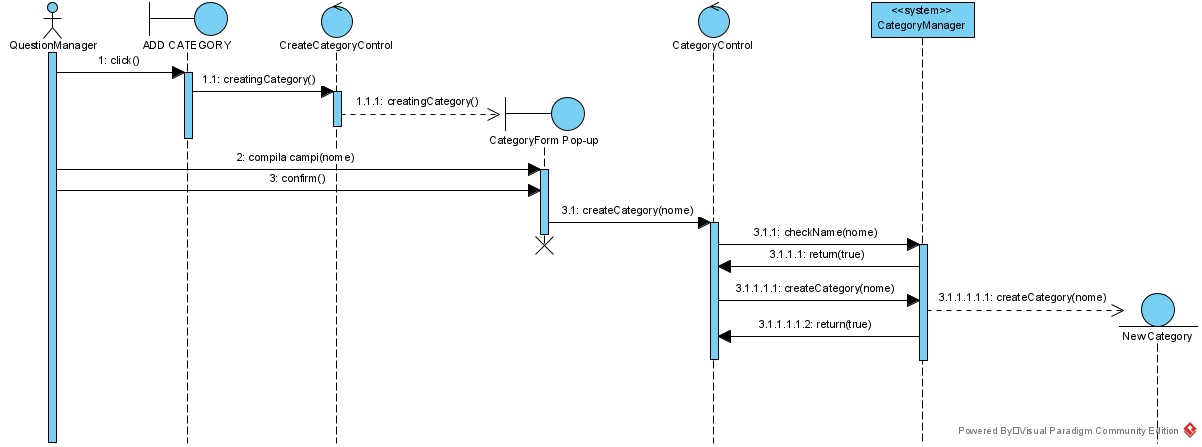 <<system>>
CategoryManager
QuestionManager
ADD CATEGORY
CreateCategoryControl
CategoryControl
1: click()
1.1: creatingCategory()
1.1.1: creatingCategory()
CategoryForm Pop-up
2: compila campi(nome)
3: confirm()
3.1: createCategory(nome)
3.1.1: checkName(nome)
3.1.1.1: return(true)
3.1.1.1.1: createCategory(nome)
3.1.1.1.1.1: createCategory(nome)
3.1.1.1.1.2: return(true)
NewCategory
Powered By Visual Paradigm Community Edition